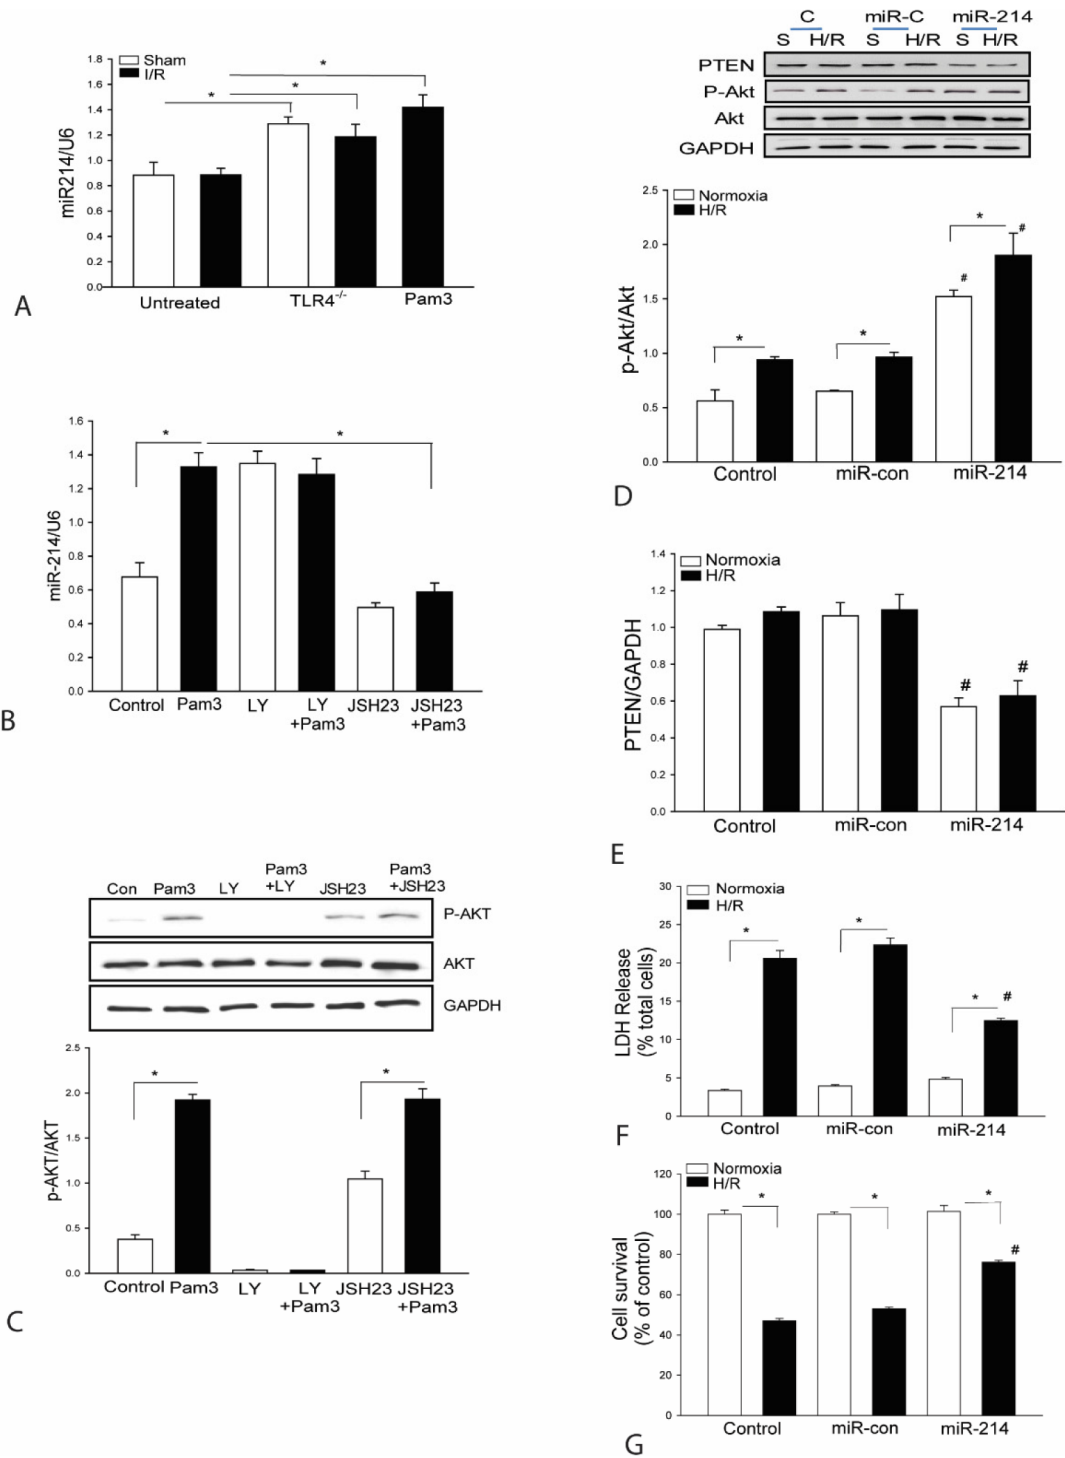 Sham
I/R
1.8
1.6
1.4
1.2
1.0
0.8
0.6
0.4
0.2
0.0
miR214/U6
*
*
*
Untreated
TLR4-/-
Pam3
A
1.6
1.4
1.2
1.0
0.8
0.6
0.4
0.2
0.0
miR-214/U6
*
*
Control Pam3 LY LY JSH23 JSH23
+Pam3 +Pam3
B
Pam3 Pam3
Con Pam3 LY +LY JSH23 +JSH23
P-AKT
AKT
GAPDH
2.5
2.0
1.5
1.0
0.5
0.0
p-AKT/AKT
*
*
Control Pam3 LY LY JSH23 JSH23
+Pam3 +Pam3
C
C miR-C miR-214
S H/R S H/R S H/R
PTEN
P-Akt
Akt
GAPDH
Normoxia
H/R
2.5
2.0
1.5
1.0
0.5
0.0
p-Akt/Akt
*
*
*
#
#
Control miR-con miR-214
D
Normoxia
H/R
1.4
1.2
1.0
0.8
0.6
0.4
0.2
0.0
PTEN/GAPDH
#
#
Control miR-con miR-214
E
Normoxia
H/R
30
25
20
15
10
5
0
LDH Release
(% total cells)
*
*
*
#
Control miR-con miR-214
F
Normoxia
H/R
120
100
80
60
40
20
0
Cell survival
(% of control)
*
*
*
#
Control miR-con miR-214
G